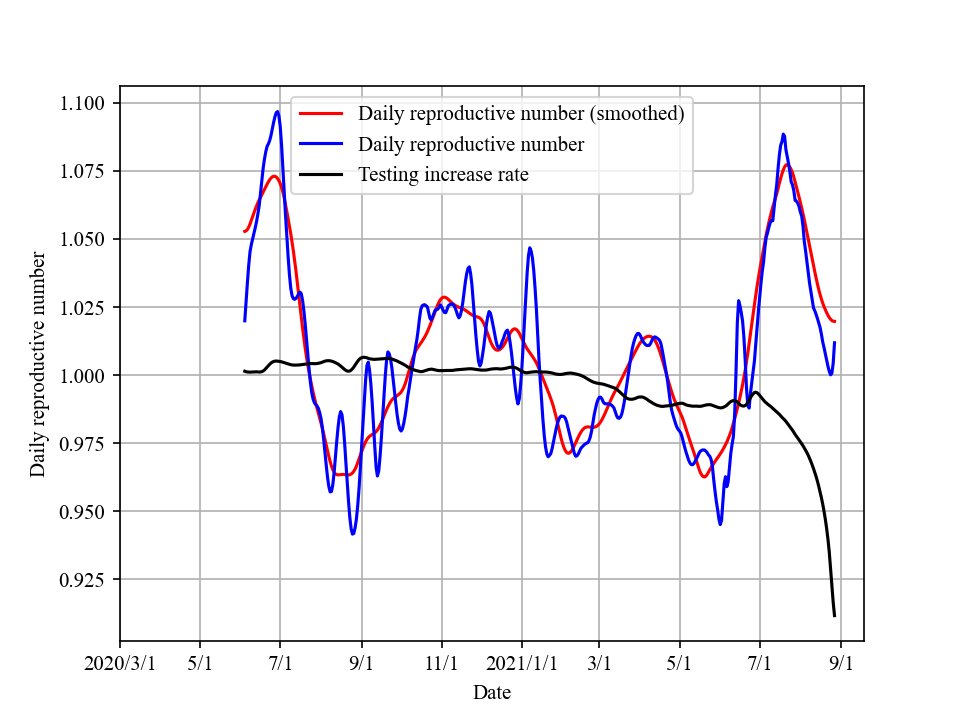 Daily reproductive number
1.100
1.075
1.050
1.025
1.000
0.975
0.950
0.925
Daily reproductive number (smoothed)
Daily reproductive number
Testing increase rate
2020/3/1 5/1 7/1 9/1 11/1 2021/1/1 3/1 5/1 7/1 9/1
Date